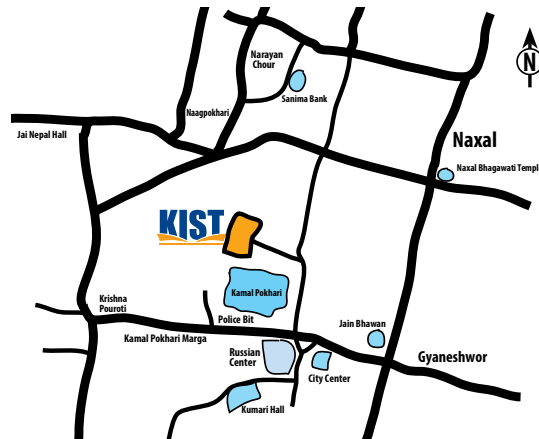 Narayan
Chour
N
Sanima Bank
Naagpokhari
Jai Nepal Hall
Naxal
Naxal Bhagawati Templ
KIST
Kamal Pokhari
Krishna
Pouroti
Police Bit
Jain Bhawan
Kamal Pokhari Marga
Russian
Center
Gyaneshwor
City Center
Kumari Hall